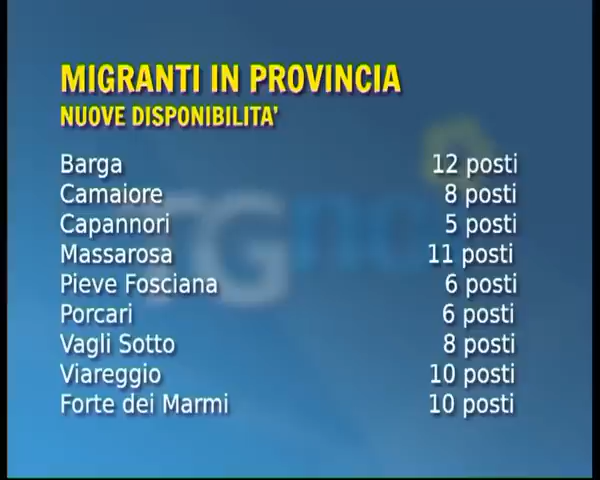 MIGRANTI IN PROVINCIA
NUOVE DISPONIBILITA'
Barga 12 posti
Camaiore 8 posti
Capannori 5 posti
Massarosa 11 posti
Pieve Fosciana 6 posti
Porcari 6 posti
Vagli Sotto 8 posti
Viareggio 10 posti
Forte dei Marmi 10 posti
TGnoi